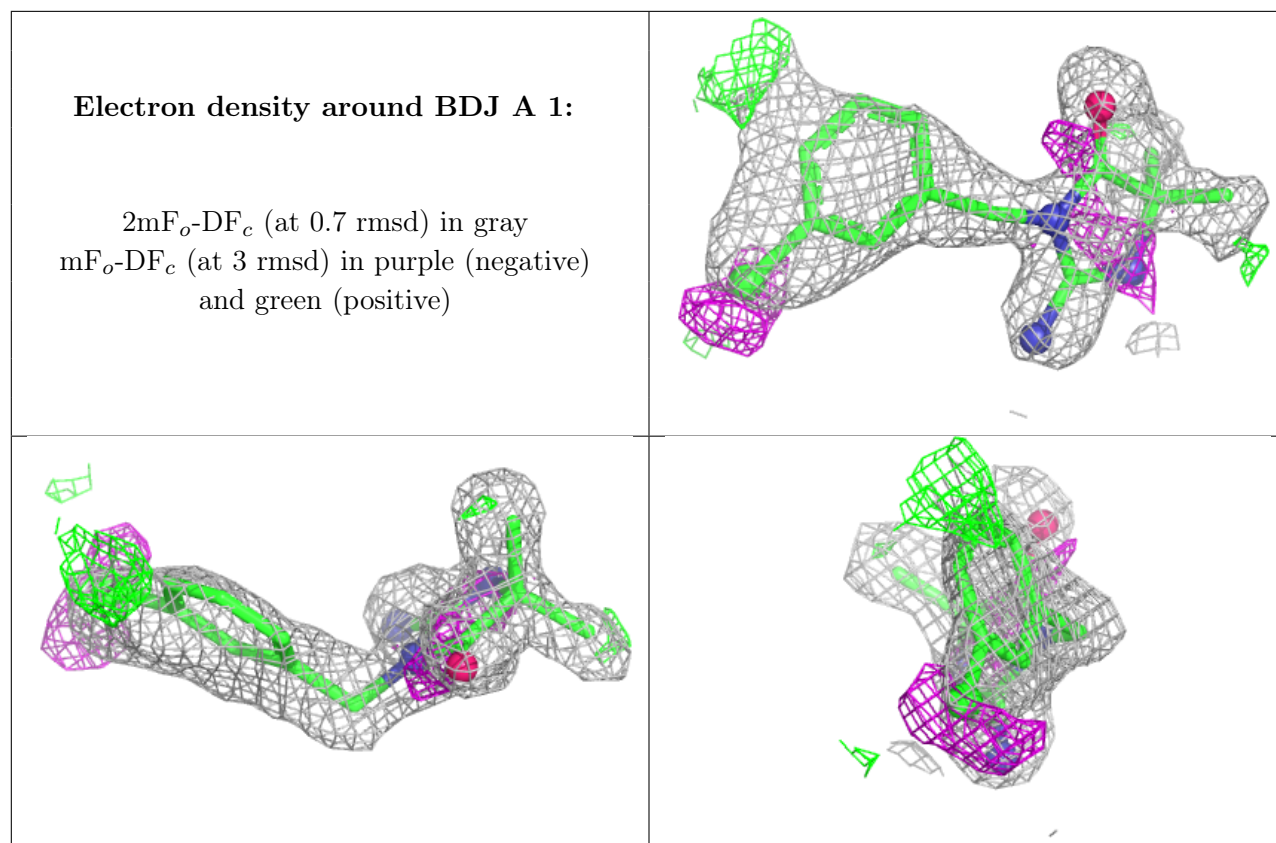 Electron density around BDJ A 1:
2mFo-DFc (at 0.7 rmsd) in gray
mFo-DFc (at 3 rmsd) in purple (negative)
and green (positive)